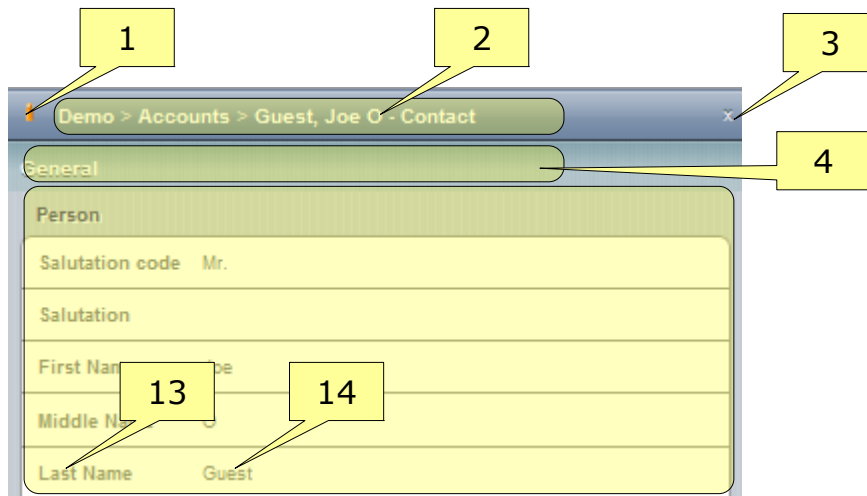 1 2 3
Demo > Accounts > Guest, Joe O - Contact x
General 4
Person
Salutation code Mr.
Salutation
First Nam oe
13 14
Middle Na
Last Name Guest